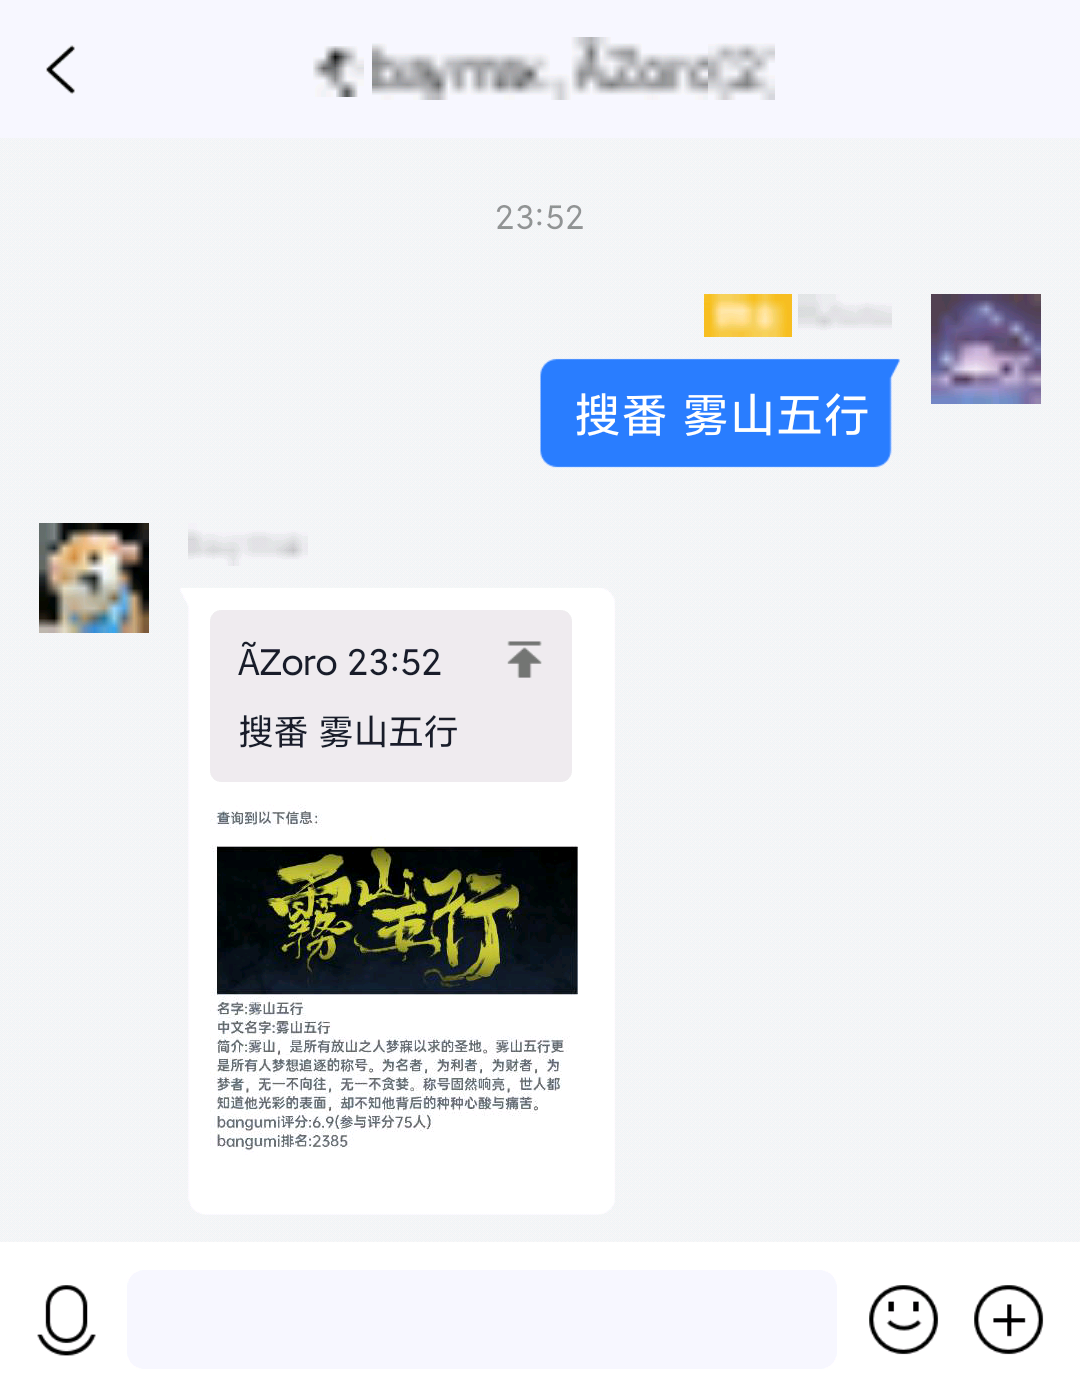 23:52
搜番 雾山五行
ÃZoro 23:52
搜番 雾山五行
查询到以下信息：
霧山五行
名字:雾山五行
中文名字:雾山五行
简介:雾山，是所有放山之人梦寐以求的圣地。雾山五行更
是所有人梦想追逐的称号。为名者，为利者，为财者，为
梦者，无一不向往，无一不贪婪。称号固然响亮，世人都
知道他光彩的表面，却不知他背后的种种心酸与痛苦。
bangumi评分:6.9(参与评分75人)
bangumi排名:2385